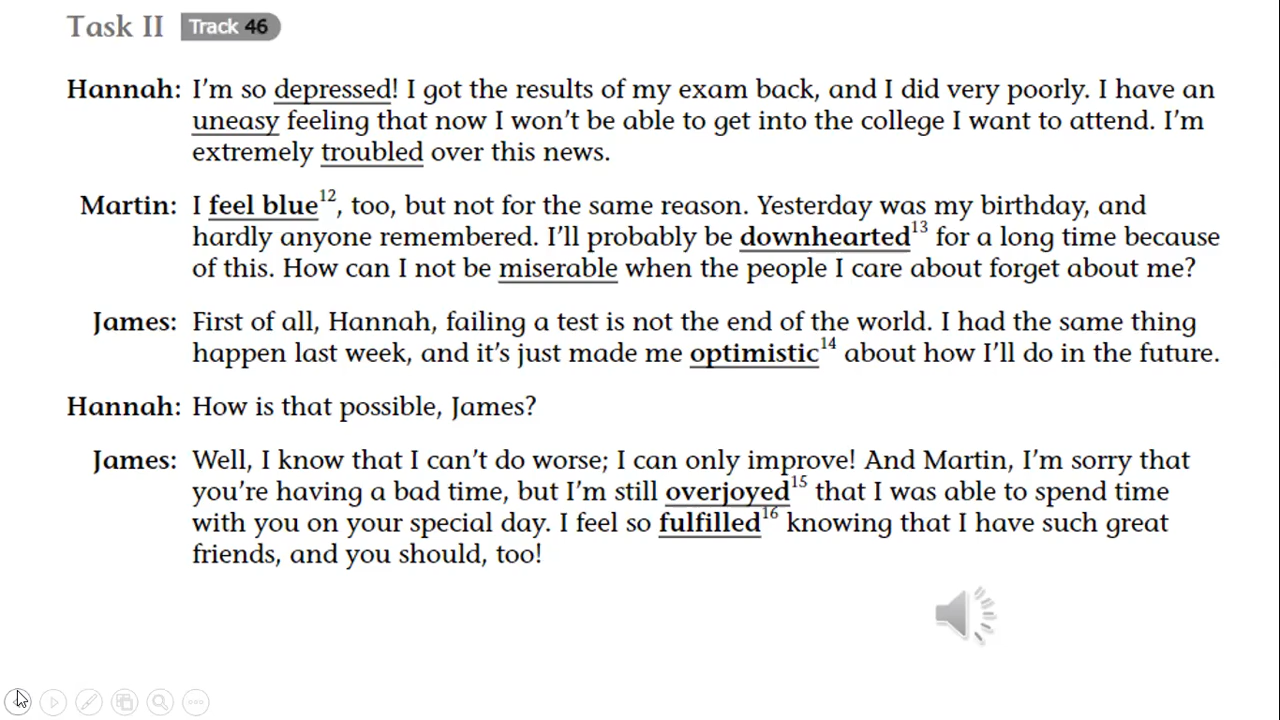 Task II Track 46
Hannah: I'm so depressed! I got the results of my exam back, and I did very poorly. I have an
uneasy feeling that now I won't be able to get into the college I want to attend. I'm
extremely troubled over this news.
Martin: I feel blue12, too, but not for the same reason. Yesterday was my birthday, and
hardly anyone remembered. I'll probably be downhearted13 for a long time because
of this. How can I not be miserable when the people I care about forget about me?
James: First of all, Hannah, failing a test is not the end of the world. I had the same thing
happen last week, and it's just made me optimistic14 about how I'll do in the future.
Hannah: How is that possible, James?
James: Well, I know that I can't do worse; I can only improve! And Martin, I'm sorry that
you're having a bad time, but I'm still overjoyed15 that I was able to spend time
with you on your special day. I feel so fulfilled16 knowing that I have such great
friends, and you should, too!